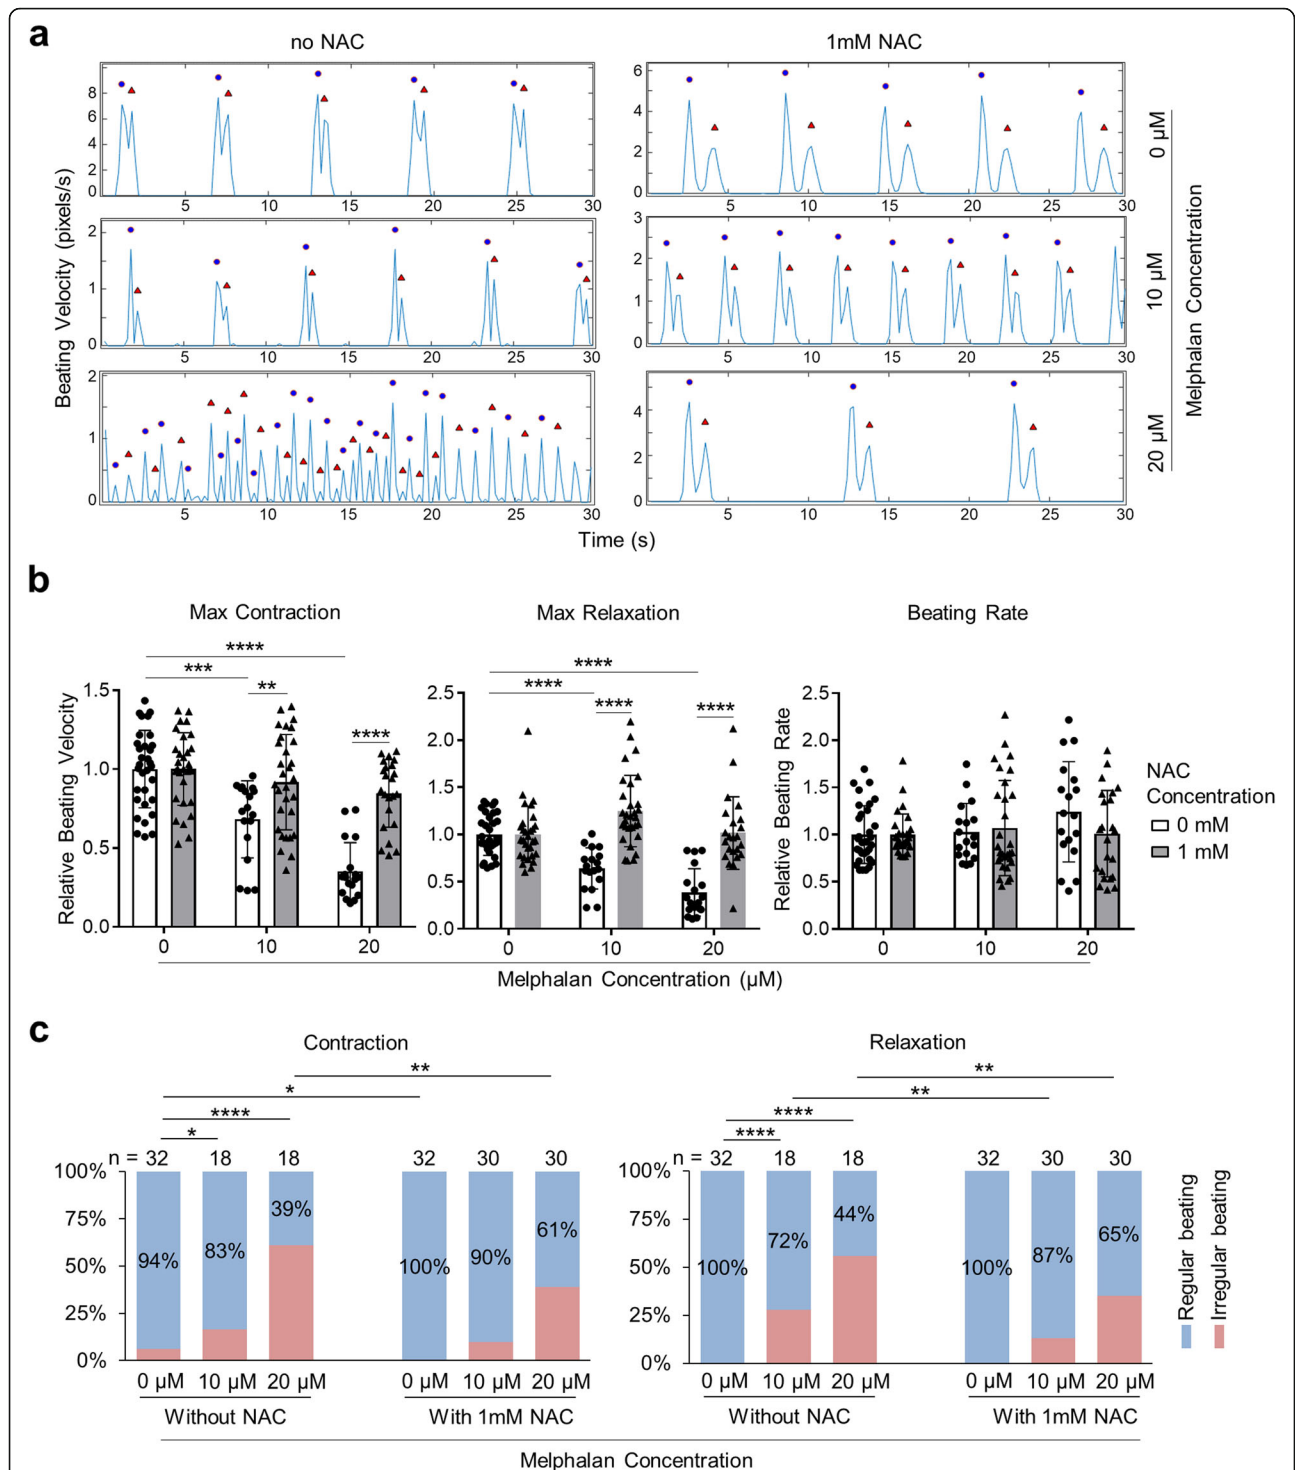 a
no NAC
1mM NAC
Beating Velocity (pixels/s)
8
6
4
2
0
5 10 15 20 25 30
6
4
2
0
5 10 15 20 25 30
0 µM
2
1
0
5 10 15 20 25 30
3
2
1
0
5 10 15 20 25 30
10 µM
2
1
0
5 10 15 20 25 30
4
2
0
5 10 15 20 25 30
20 µM
Melphalan Concentration
Time (s)
b
Max Contraction
Max Relaxation
Beating Rate
****
***
**
****
****
****
****
****
Relative Beating Velocity
1.5
1.0
0.5
0.0
0 10 20
2.5
2.0
1.5
1.0
0.5
0.0
0 10 20
Relative Beating Rate
2.5
2.0
1.5
1.0
0.5
0.0
0 10 20
NAC
Concentration
0 mM
1 mM
Melphalan Concentration (µM)
c
Contraction
Relaxation
**
*
****
*
**
**
****
****
n = 32 18 18 32 30 30
n = 32 18 18 32 30 30
100%
75%
50%
25%
0%
94% 83% 39% 100% 90% 61%
100%
75%
50%
25%
0%
100% 72% 44% 100% 87% 65%
Regular beating
Irregular beating
0 µM 10 µM 20 µM 0 µM 10 µM 20 µM
0 µM 10 µM 20 µM 0 µM 10 µM 20 µM
Without NAC With 1mM NAC
Without NAC With 1mM NAC
Melphalan Concentration